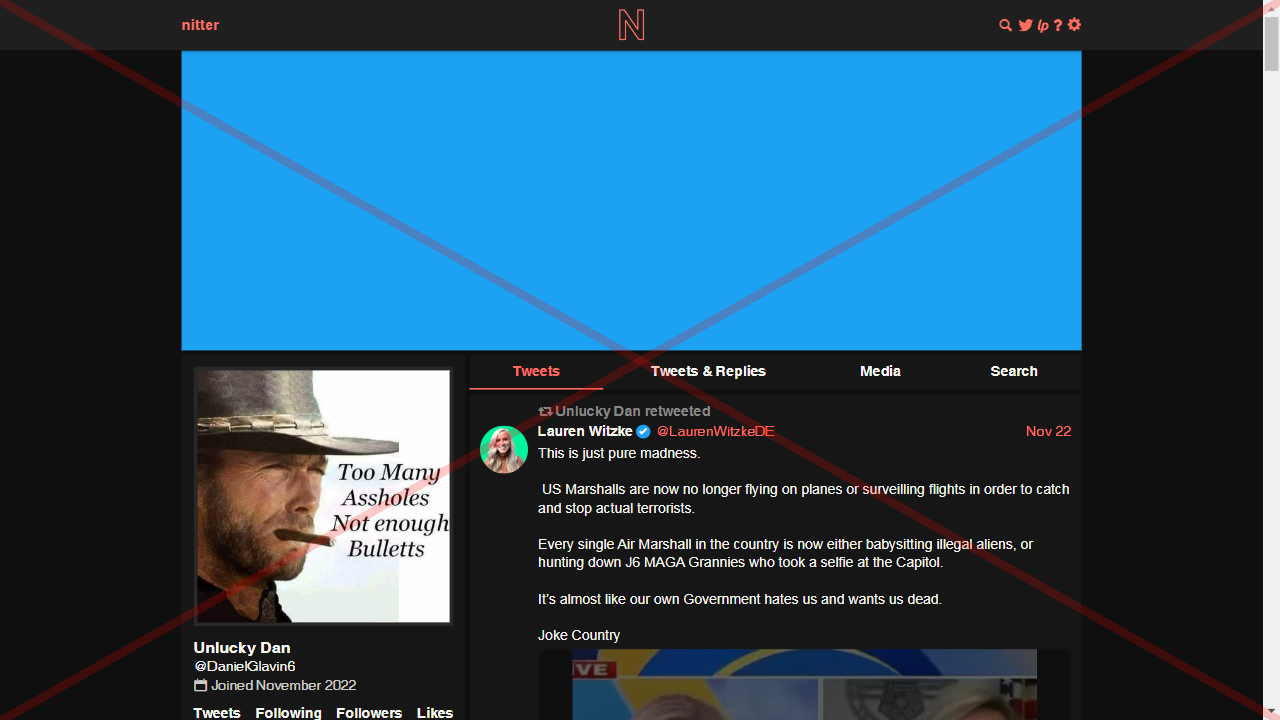 nitter
N
lp ?
Tweets
Tweets & Replies
Media
Search
Too Many
Assholes
Not enough
Bulletts
Unlucky Dan
@DanielGlavin6
Joined November 2022
Tweets Following Followers Likes
Unlucky Dan retweeted
Lauren Witzke @LaurenWitzkeDE Nov 22
This is just pure madness.
US Marshalls are now no longer flying on planes or surveilling flights in order to catch
and stop actual terrorists.
Every single Air Marshall in the country is now either babysitting illegal aliens, or
hunting down J6 MAGA Grannies who took a selfie at the Capitol.
It's almost like our own Government hates us and wants us dead.
Joke Country
VE